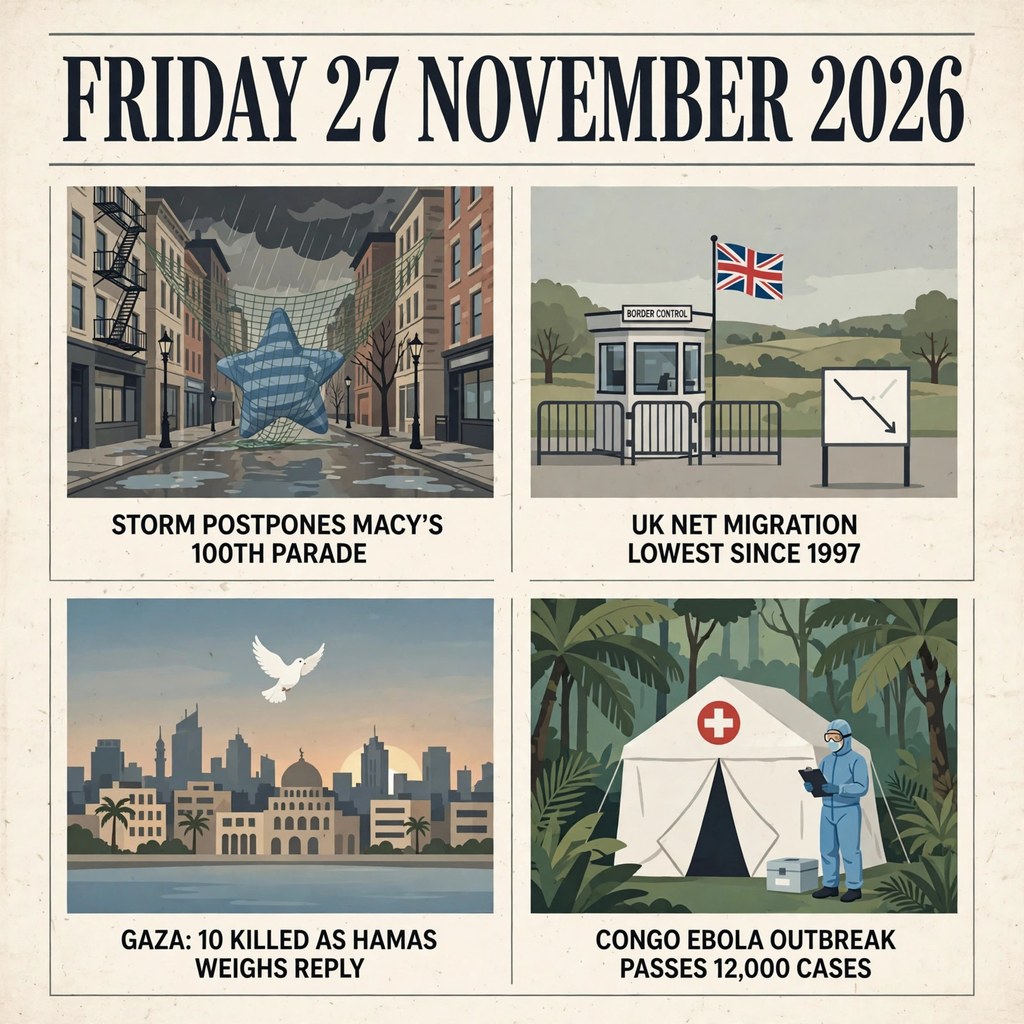 FRIDAY 27 NOVEMBER 2026
BORDER CONTROL
STORM POSTPONES MACY'S
100TH PARADE
UK NET MIGRATION
LOWEST SINCE 1997
GAZA: 10 KILLED AS HAMAS
WEIGHS REPLY
CONGO EBOLA OUTBREAK
PASSES 12,000 CASES